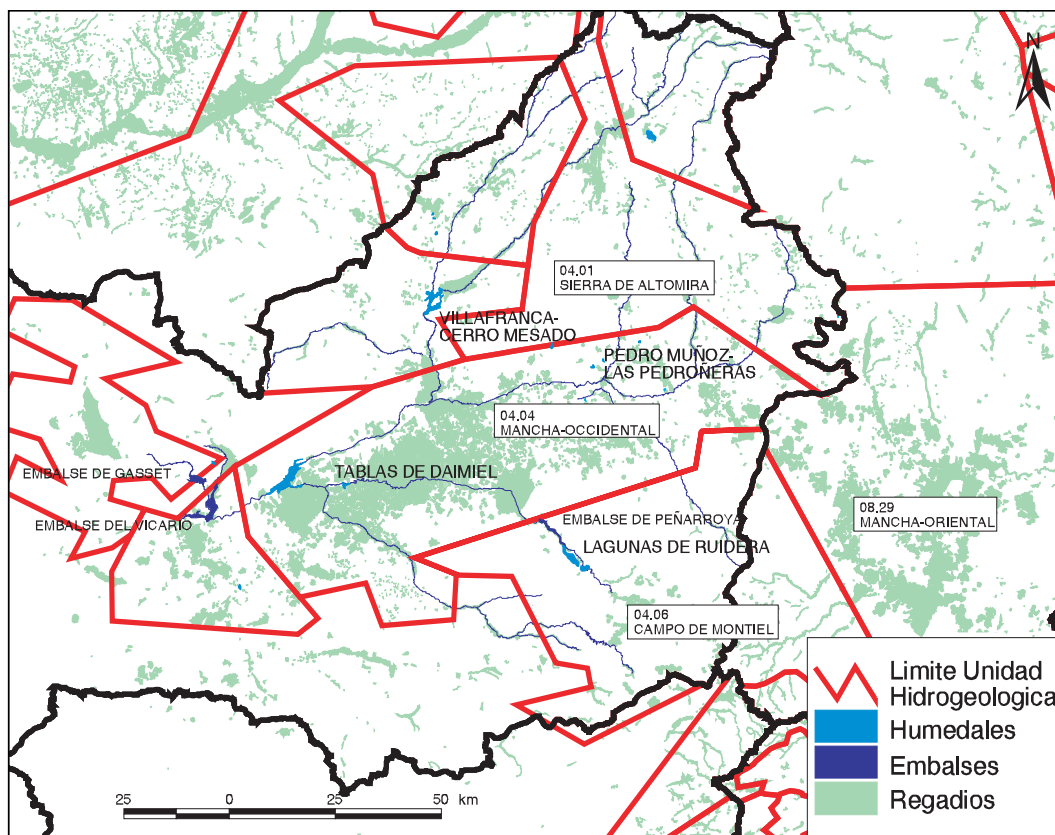 N
04.01
SIERRA DE ALTOMIRA
VILLAFRANCA-
CERRO MESADO
PEDRO MUÑOZ-
LAS PEDROÑERAS
04.04
MANCHA-OCCIDENTAL
EMBALSE DE GASSET
TABLAS DE DAIMIEL
EMBALSE DEL VICARIO
EMBALSE DE PEÑARROYA
LAGUNAS DE RUIDERA
08.29
MANCHA-ORIENTAL
04.06
CAMPO DE MONTIEL
Limite Unidad
Hidrogeologica
Humedales
Embalses
Regadios
25 0 25 50 km